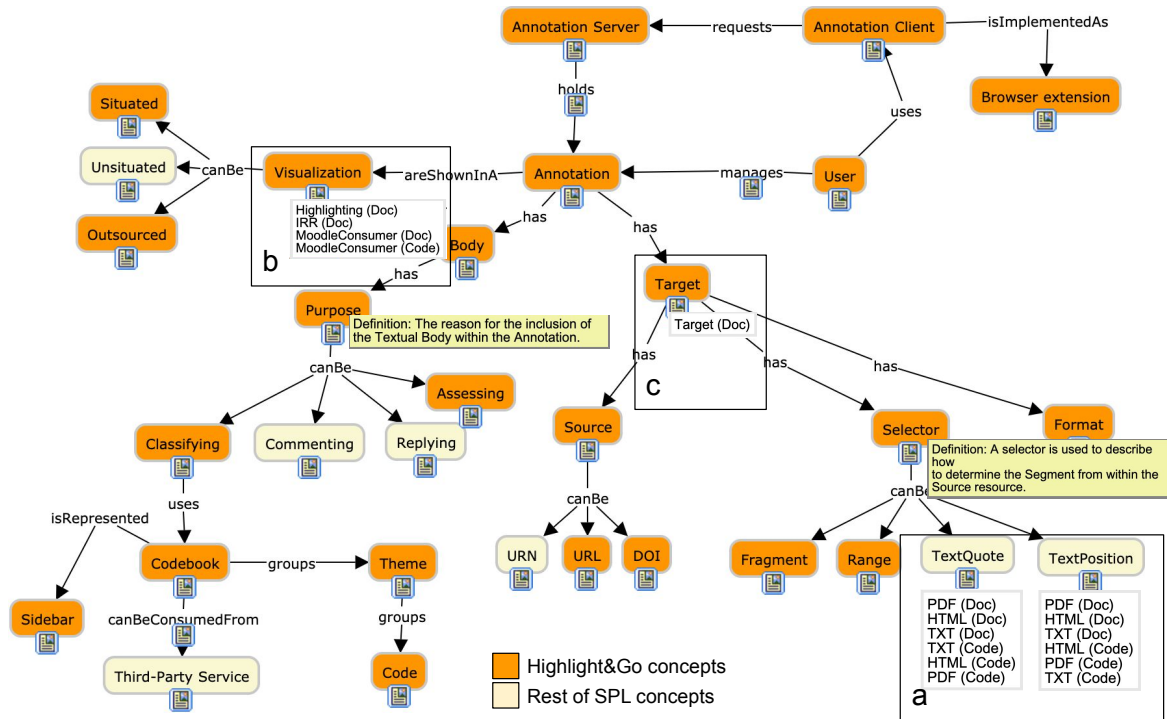 Annotation Server
requests
Annotation Client
isImplementedAs
holds
Browser extension
Situated
uses
Unsituated
canBe
Visualization
areShownInA
Annotation
manages
User
Highlighting (Doc)
IRR (Doc)
MoodleConsumer (Doc)
MoodleConsumer (Code)
has
has
Outsourced
Body
b
has
Target
Target (Doc)
Purpose
Definition: The reason for the inclusion of
the Textual Body within the Annotation.
has
has
has
canBe
c
Assessing
Classifying
Commenting
Replying
Source
Selector
Format
Definition: A selector is used to describe
how
to determine the Segment from within the
Source resource.
uses
canBe
canBe
isRepresented
Codebook
groups
Theme
URN
URL
DOI
Fragment
Range
TextQuote
TextPosition
Sidebar
canBeConsumedFrom
groups
PDF (Doc)
HTML (Doc)
TXT (Doc)
TXT (Code)
HTML (Code)
PDF (Code)
PDF (Doc)
HTML (Doc)
TXT (Doc)
HTML (Code)
PDF (Code)
TXT (Code)
Third-Party Service
Code
Highlight&Go concepts
Rest of SPL concepts
a